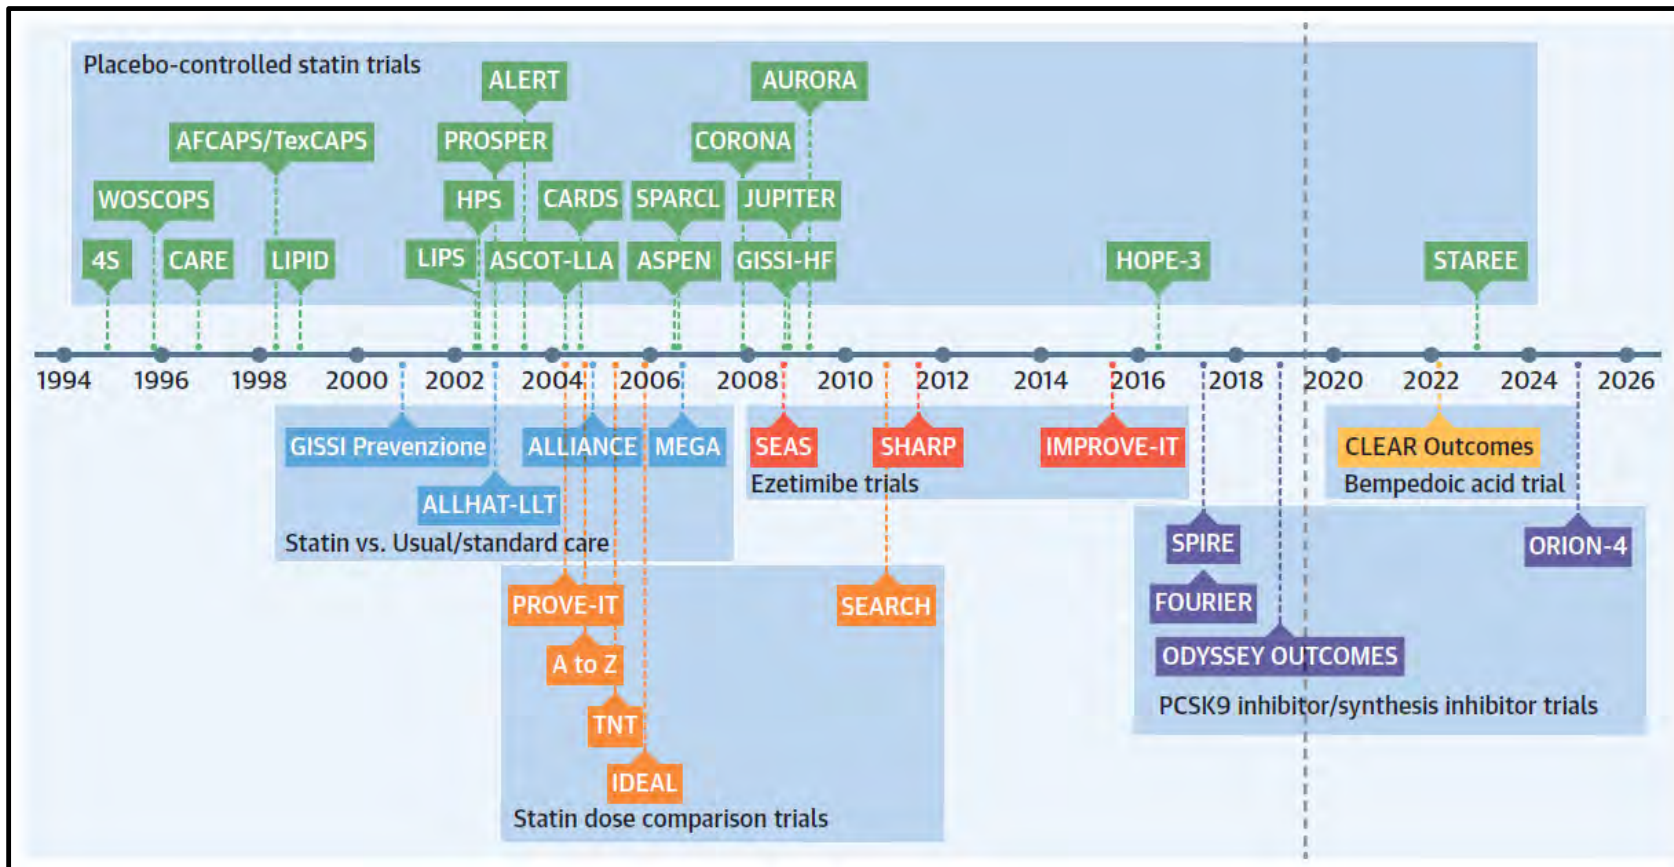 Placebo-controlled statin trials
ALERT
AURORA
AFCAPS/TexCAPS
PROSPER
CORONA
WOSCOPS
HPS
CARDS
SPARCL
JUPITER
4S
CARE
LIPID
LIPS
ASCOT-LLA
ASPEN
GISSI-HF
HOPE-3
STAREE
1994 1996 1998 2000 2002 2004 2006 2008 2010 2012 2014 2016 2018 2020 2022 2024 2026
GISSI Prevenzione
ALLIANCE
MEGA
SEAS
SHARP
IMPROVE-IT
CLEAR Outcomes
Ezetimibe trials
Bempedoic acid trial
ALLHAT-LLT
Statin vs. Usual/standard care
SPIRE
ORION-4
PROVE-IT
SEARCH
FOURIER
A to Z
ODYSSEY OUTCOMES
PCSK9 inhibitor/synthesis inhibitor trials
TNT
IDEAL
Statin dose comparison trials